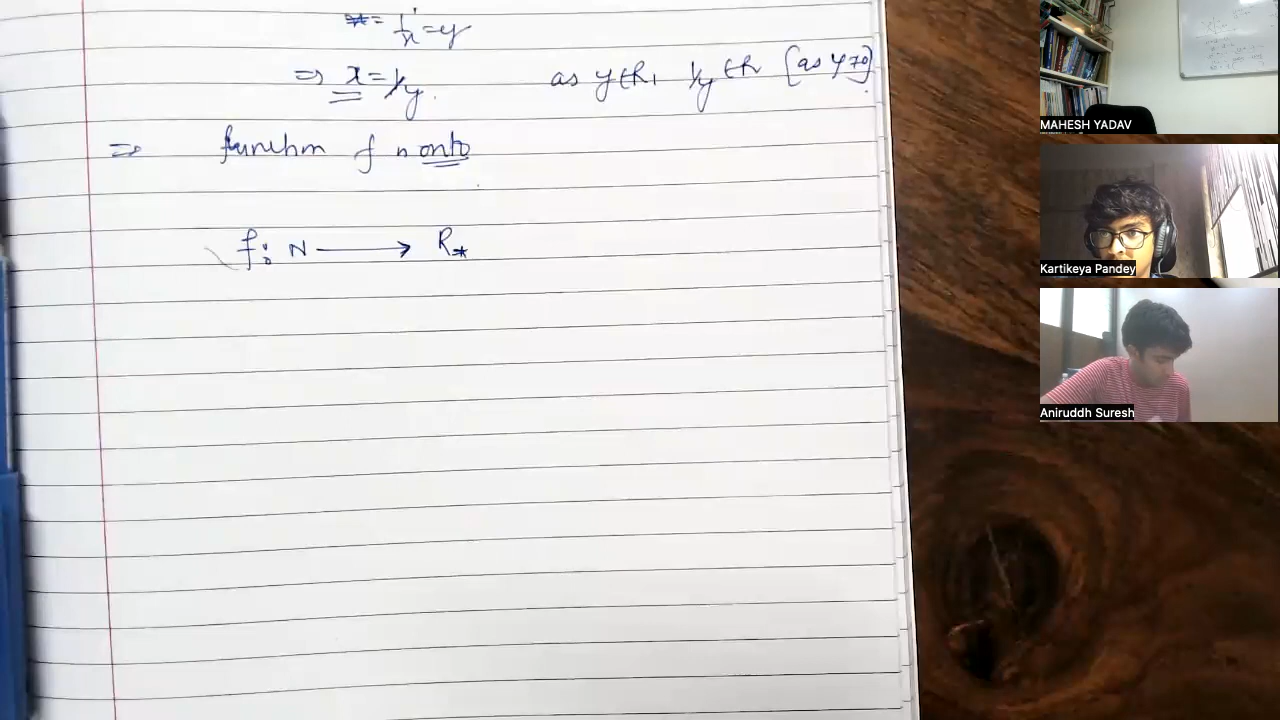 = 1/x = y
⇒ x = 1/y. as y ∈ R, 1/y ∈ R [as y≠0]
⇒ function f is onto
f: N ⟶ R*
MAHESH YADAV
Kartikeya Pandey
Aniruddh Suresh